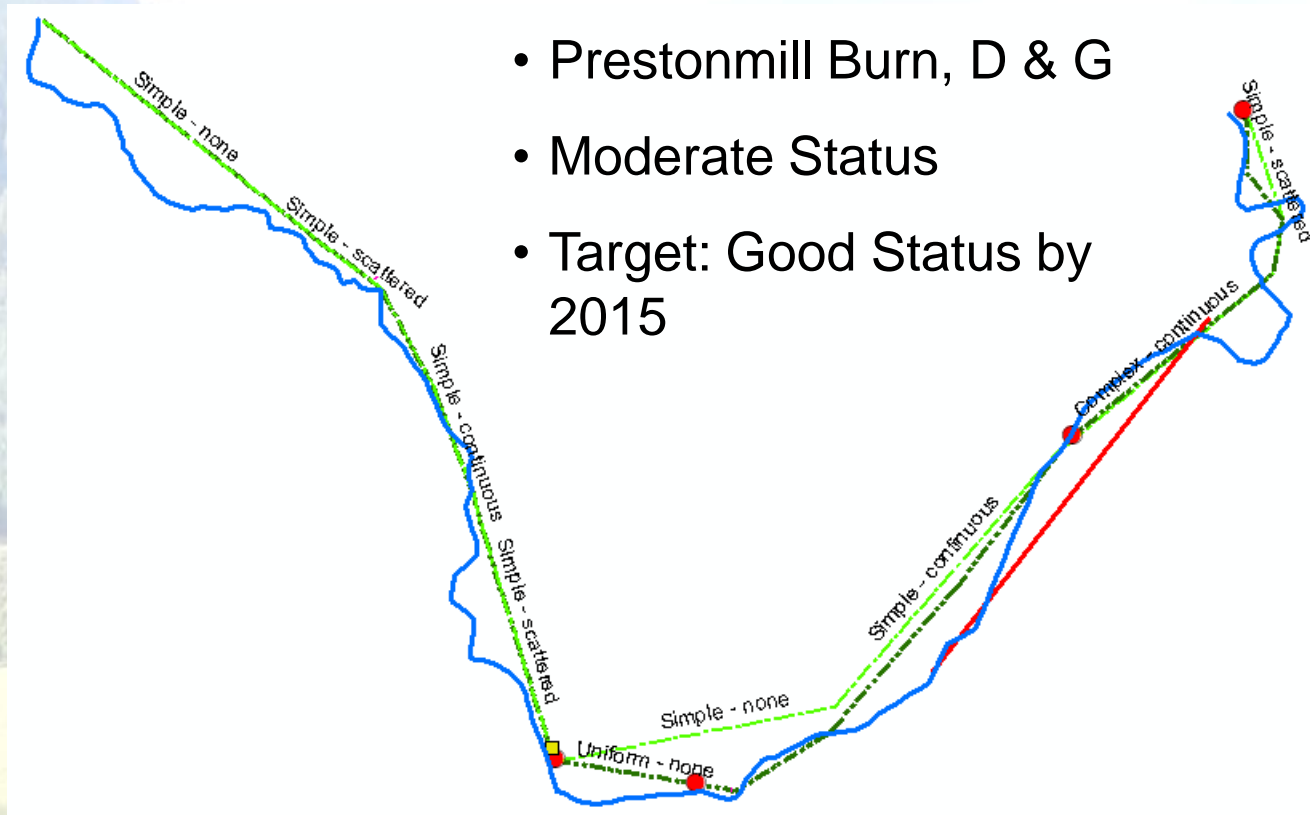 • Prestonmill Burn, D & G
• Moderate Status
• Target: Good Status by
2015
Simple - none
Simple - scattered
Simple - continuous
Simple - scattered
Uniform - none
Simple - none
Simple - continuous
Complex - continuous
Simple - scattered